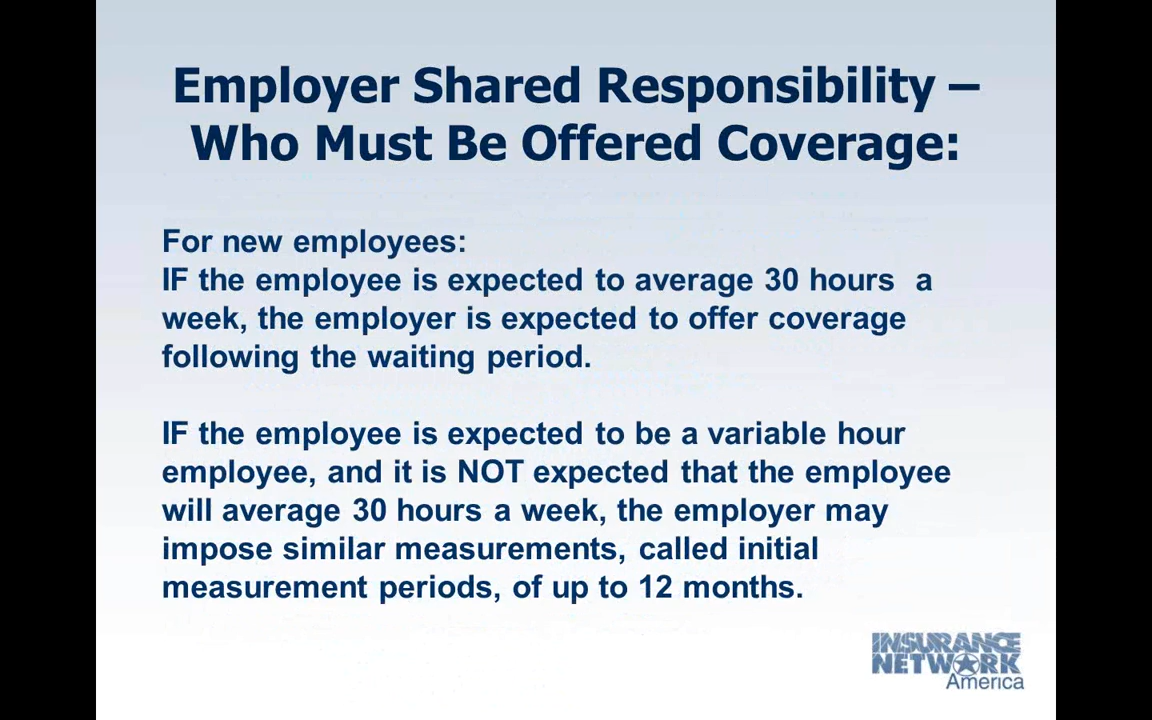 Employer Shared Responsibility –
Who Must Be Offered Coverage:
For new employees:
IF the employee is expected to average 30 hours  a
week, the employer is expected to offer coverage
following the waiting period.
IF the employee is expected to be a variable hour
employee, and it is NOT expected that the employee
will average 30 hours a week, the employer may
impose similar measurements, called initial
measurement periods, of up to 12 months.
INSURANCE
NETWORK
America